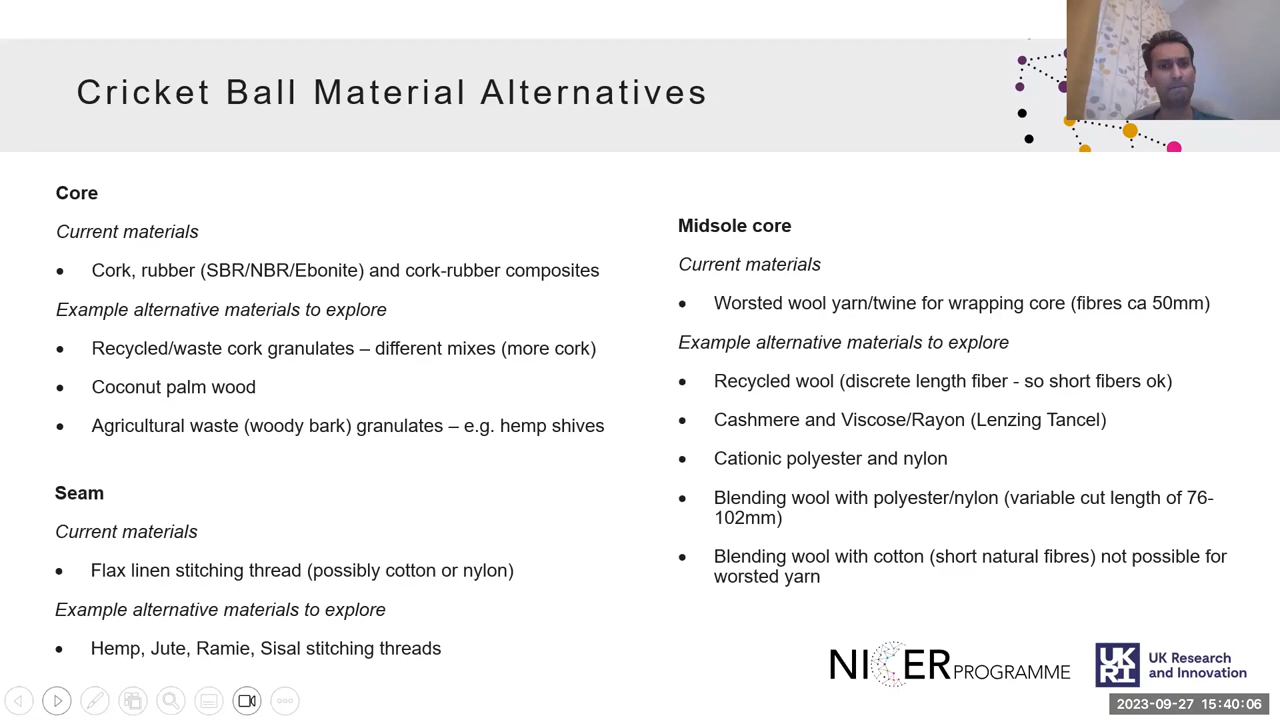 Cricket Ball Material Alternatives
Core
Current materials
• Cork, rubber (SBR/NBR/Ebonite) and cork-rubber composites
Example alternative materials to explore
• Recycled/waste cork granulates – different mixes (more cork)
• Coconut palm wood
• Agricultural waste (woody bark) granulates – e.g. hemp shives
Seam
Current materials
• Flax linen stitching thread (possibly cotton or nylon)
Example alternative materials to explore
• Hemp, Jute, Ramie, Sisal stitching threads
Midsole core
Current materials
• Worsted wool yarn/twine for wrapping core (fibres ca 50mm)
Example alternative materials to explore
• Recycled wool (discrete length fiber - so short fibers ok)
• Cashmere and Viscose/Rayon (Lenzing Tancel)
• Cationic polyester and nylon
• Blending wool with polyester/nylon (variable cut length of 76-
102mm)
• Blending wool with cotton (short natural fibres) not possible for
worsted yarn
NICER PROGRAMME
UKRI
UK Research
and Innovation
2023-09-27 15:40:06